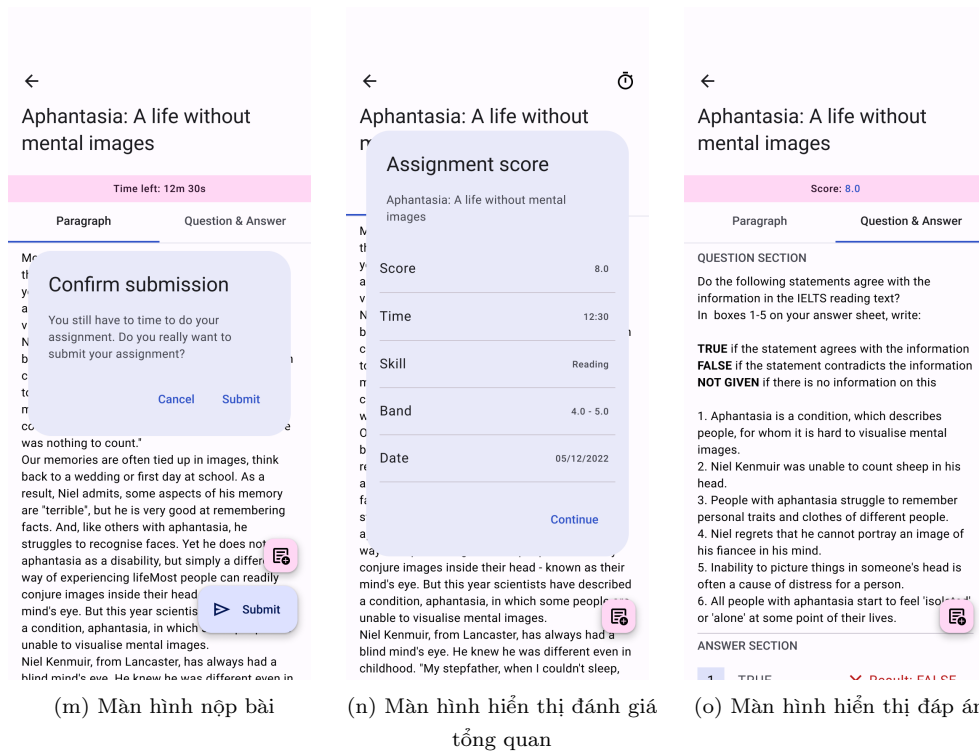 Aphantasia: A life without
mental images
Time left: 12m 30s
Paragraph
Question & Answer
Confirm submission
You still have to time to do your
assignment. Do you really want to
submit your assignment?
Cancel
Submit
was nothing to count."
Our memories are often tied up in images, think
back to a wedding or first day at school. As a
result, Niel admits, some aspects of his memory
are "terrible", but he is very good at remembering
facts. And, like others with aphantasia, he
struggles to recognise faces. Yet he does not
aphantasia as a disability, but simply a
way of experiencing lifeMost people can readily
conjure images inside their head
mind's eye. But this year
a condition, aphantasia, in which
unable to visualise mental images.
Niel Kenmuir, from Lancaster, has always had a
blind mind's eye. He knew he was different even in
Submit
(m) Màn hình nộp bài
Aphantasia: A life without
Assignment score
Aphantasia: A life without mental
images
Score
8.0
Time
12:30
Skill
Reading
Band
4.0 - 5.0
Date
05/12/2022
Continue
conjure images inside their head - known as their
mind's eye. But this year scientists have described
a condition, aphantasia, in which some people are
unable to visualise mental images.
Niel Kenmuir, from Lancaster, has always had a
blind mind's eye. He knew he was different even in
childhood. "My stepfather, when I couldn't sleep,
(n) Màn hình hiển thị đánh giá
tổng quan
Aphantasia: A life without
mental images
Score: 8.0
Paragraph
Question & Answer
QUESTION SECTION
Do the following statements agree with the
information in the IELTS reading text?
In boxes 1-5 on your answer sheet, write:
TRUE if the statement agrees with the information
FALSE if the statement contradicts the information
NOT GIVEN if there is no information on this
1. Aphantasia is a condition, which describes
people, for whom it is hard to visualise mental
images.
2. Niel Kenmuir was unable to count sheep in his
head.
3. People with aphantasia struggle to remember
personal traits and clothes of different people.
4. Niel regrets that he cannot portray an image of
his fiancee in his mind.
5. Inability to picture things in someone's head is
often a cause of distress for a person.
6. All people with aphantasia start to feel 'isolated'
or 'alone' at some point of their lives.
ANSWER SECTION
1
TRUE
Result: FALSE
(o) Màn hình hiển thị đáp án